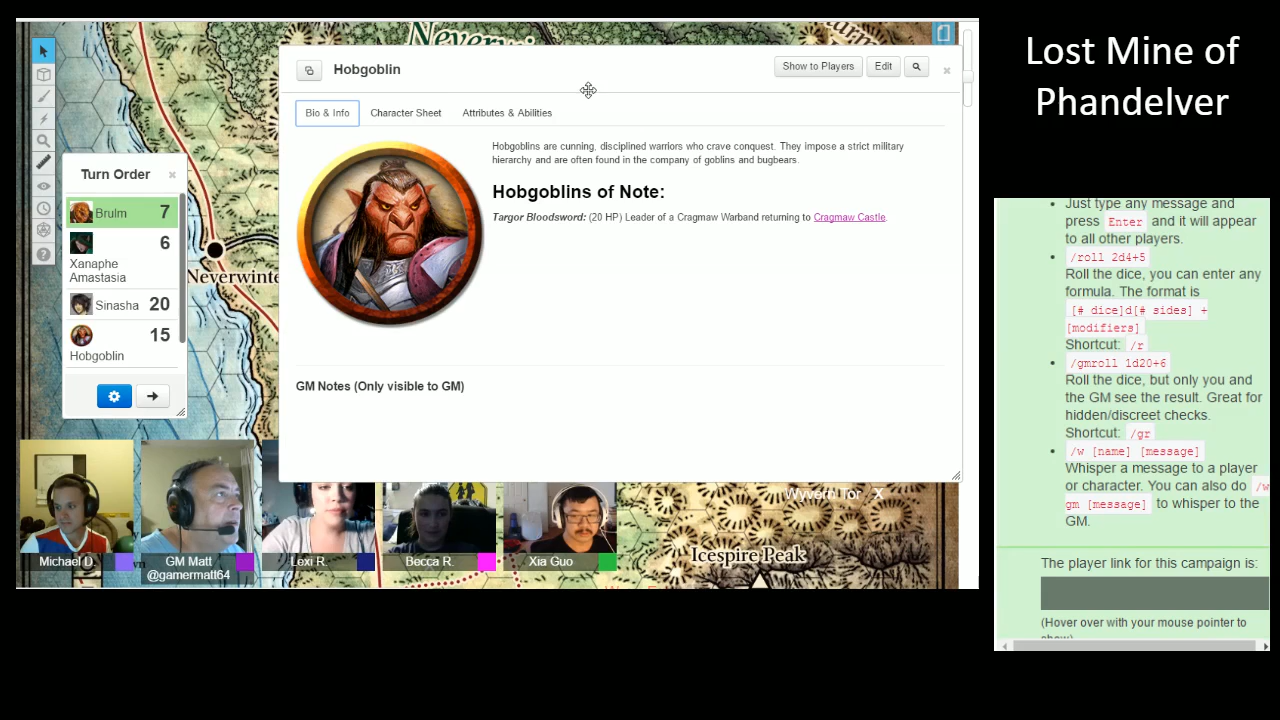 Neverwi
Hobgoblin
Show to Players
Edit
Bio & Info
Character Sheet
Attributes & Abilities
Hobgoblins are cunning, disciplined warriors who crave conquest. They impose a strict military
hierarchy and are often found in the company of goblins and bugbears.
Hobgoblins of Note:
Targor Bloodsword: (20 HP) Leader of a Cragmaw Warband returning to Cragmaw Castle.
GM Notes (Only visible to GM)
Turn Order
Brulm 7
6
Xanaphe
Amastasia
Sinasha 20
15
Hobgoblin
Neverwinte
Wyvern Tor X
Icespire Peak
Michael D.
GM Matt
@gamermatt64
Lexi R.
Becca R.
Xia Guo
Lost Mine of
Phandelver
Just type any message and
press Enter and it will appear
to all other players.
/roll 2d4+5
Roll the dice, you can enter any
formula. The format is
[# dice]d[# sides] +
[modifiers]
Shortcut: /r
/gmroll 1d20+6
Roll the dice, but only you and
the GM see the result. Great for
hidden/discreet checks.
Shortcut: /gr
/w [name] [message]
Whisper a message to a player
or character. You can also do /w
gm [message] to whisper to the
GM.
The player link for this campaign is:
(Hover over with your mouse pointer to